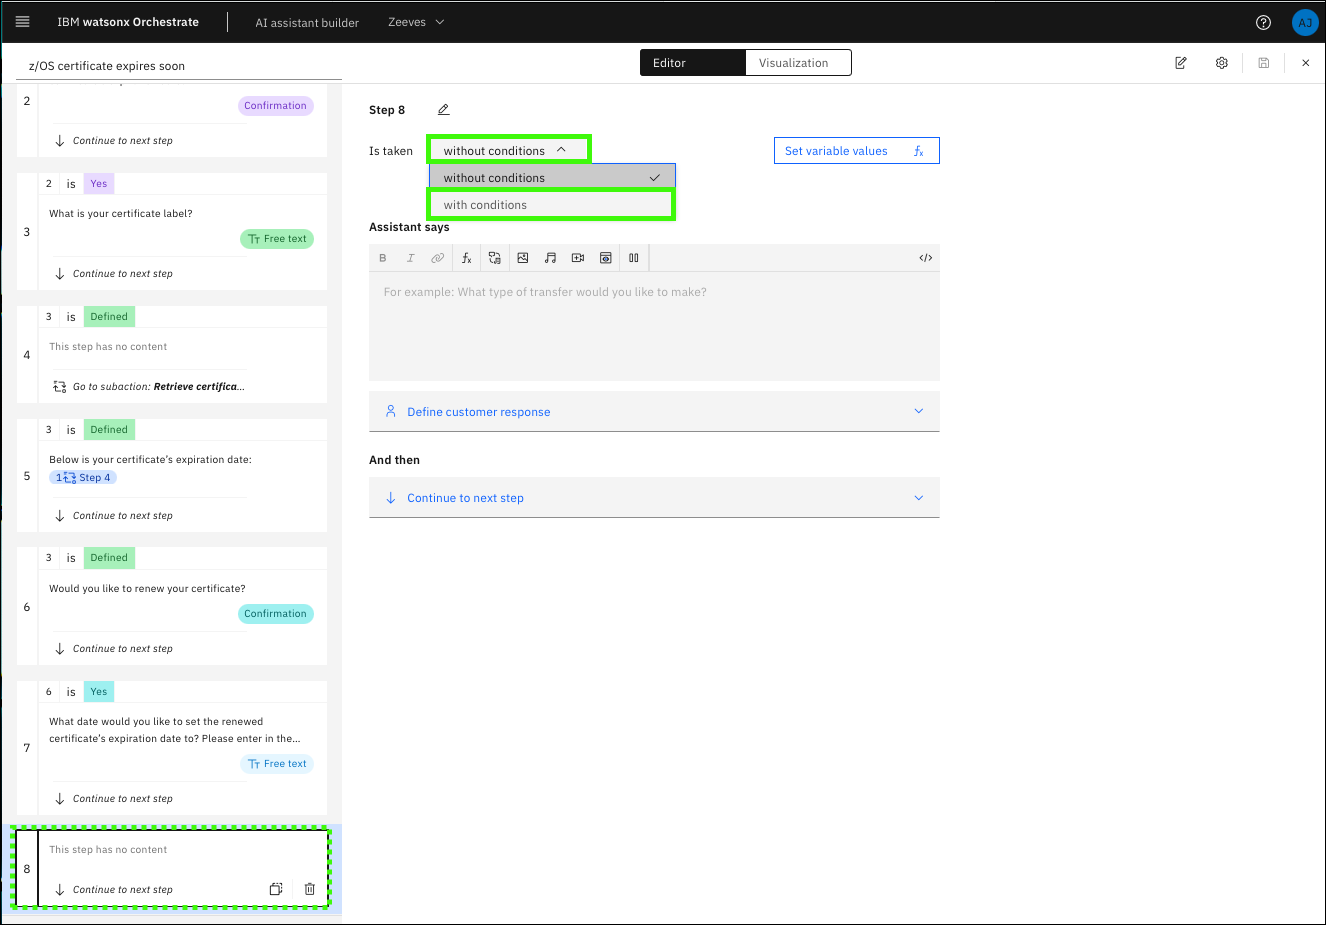 IBM watsonx Orchestrate
AI assistant builder
Zeeves
AJ
z/OS certificate expires soon
Editor
Visualization
2
Confirmation
Continue to next step
2 is Yes
3
What is your certificate label?
Free text
Continue to next step
3 is Defined
4
This step has no content
Go to subaction: Retrieve certifica...
3 is Defined
5
Below is your certificate's expiration date:
1 Step 4
Continue to next step
3 is Defined
6
Would you like to renew your certificate?
Confirmation
Continue to next step
6 is Yes
7
What date would you like to set the renewed
certificate's expiration date to? Please enter in the...
Free text
Continue to next step
8
This step has no content
Continue to next step
Step 8
Is taken
without conditions
without conditions
with conditions
Set variable values fx
Assistant says
B I fx </>
For example: What type of transfer would you like to make?
Define customer response
And then
Continue to next step